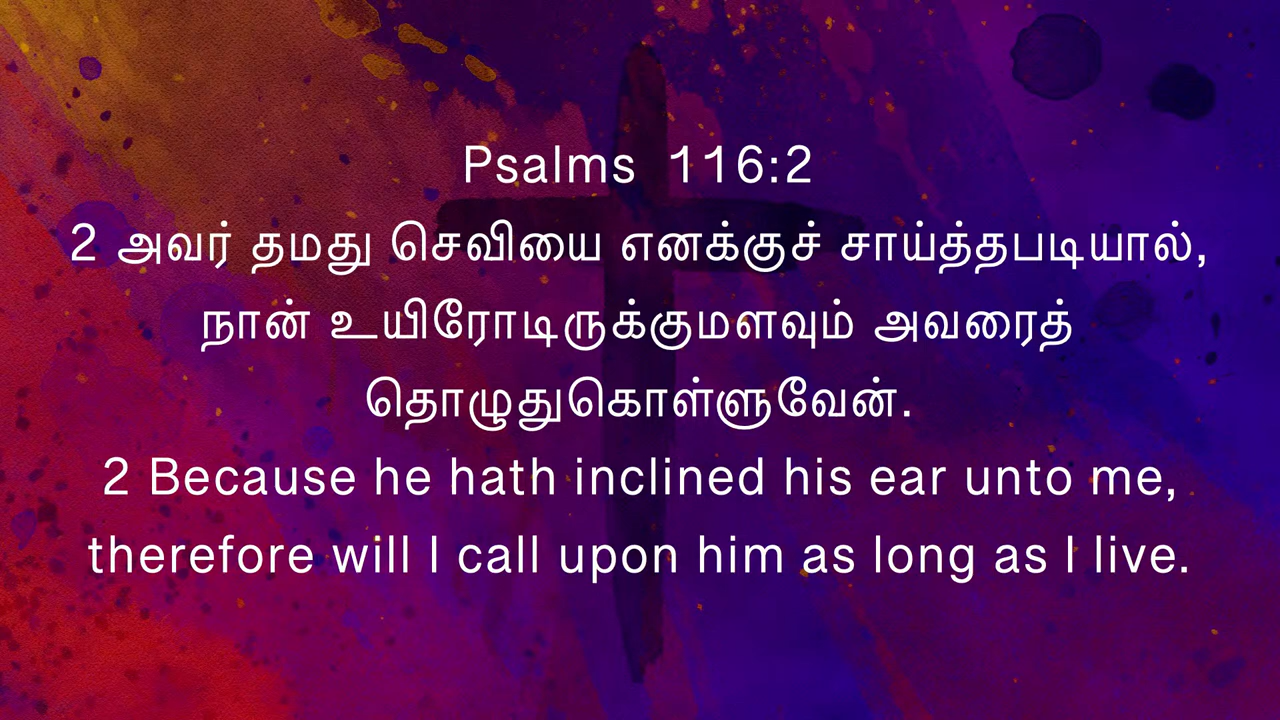 Psalms 116:2
2 அவர் தமது செவியை எனக்குச் சாய்த்தபடியால்,
நான் உயிரோடிருக்குமளவும் அவரைத்
தொழுதுகொள்ளுவேன்.
2 Because he hath inclined his ear unto me,
therefore will I call upon him as long as I live.